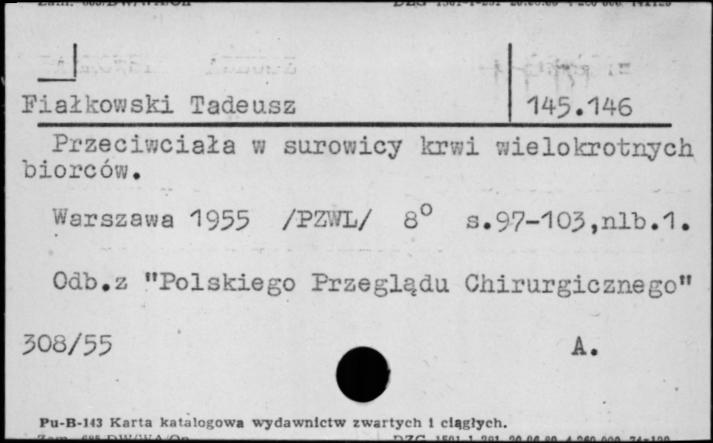 Fiałkowski Tadeusz 145.146
Przeciwciała w surowicy krwi wielokrotnych
biorców.
Warszawa 1955 /PZWL/ 8° s.97-103,nlb.1.
Odb.z "Polskiego Przeglądu Chirurgicznego"
308/55 A.
Pu-B-143 Karta katalogowa wydawnictw zwartych i ciągłych.